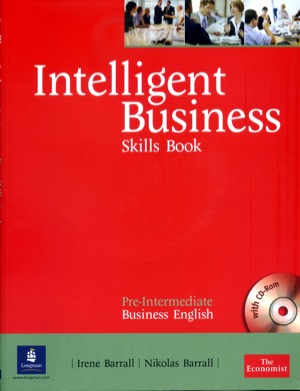 Intelligent
Business
Skills Book
with CD-Rom
Pre-Intermediate
Business English
Longman
Irene Barrall
Nikolas Barrall
The
Economist